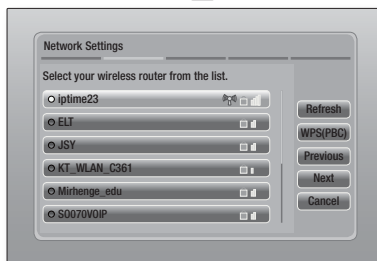 Network Settings
Select your wireless router from the list.
iptime23
ELT
JSY
KT_WLAN_C361
Mirhenge_edu
SO070VOIP
Refresh
WPS(PBC)
Previous
Next
Cancel